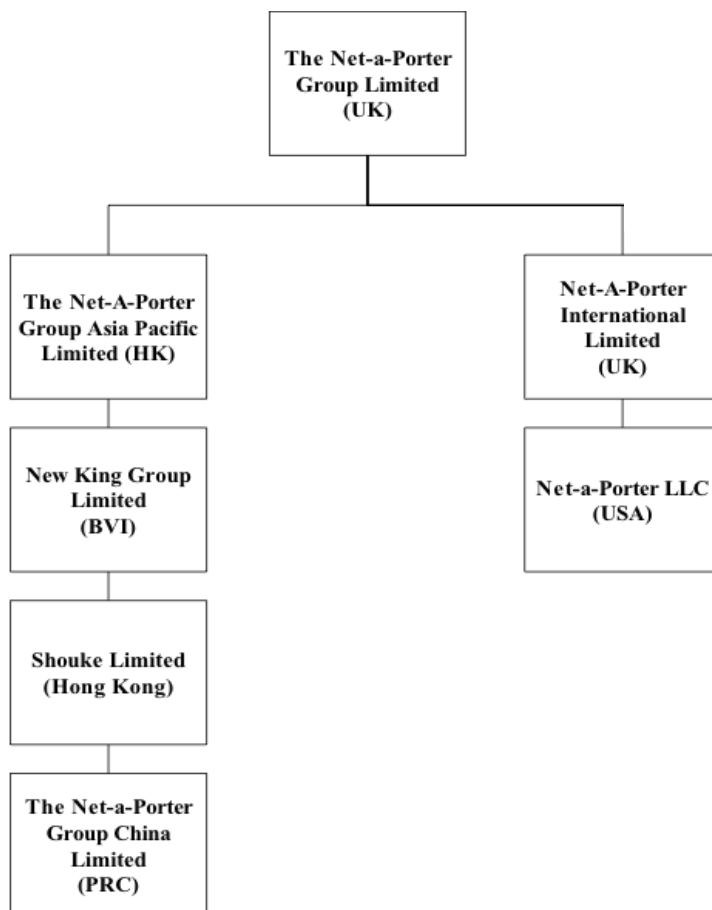 The Net-a-Porter
Group Limited
(UK)
The Net-A-Porter
Group Asia Pacific
Limited (HK)
Net-A-Porter
International
Limited
(UK)
New King Group
Limited
(BVI)
Net-a-Porter LLC
(USA)
Shouke Limited
(Hong Kong)
The Net-a-Porter
Group China
Limited
(PRC)